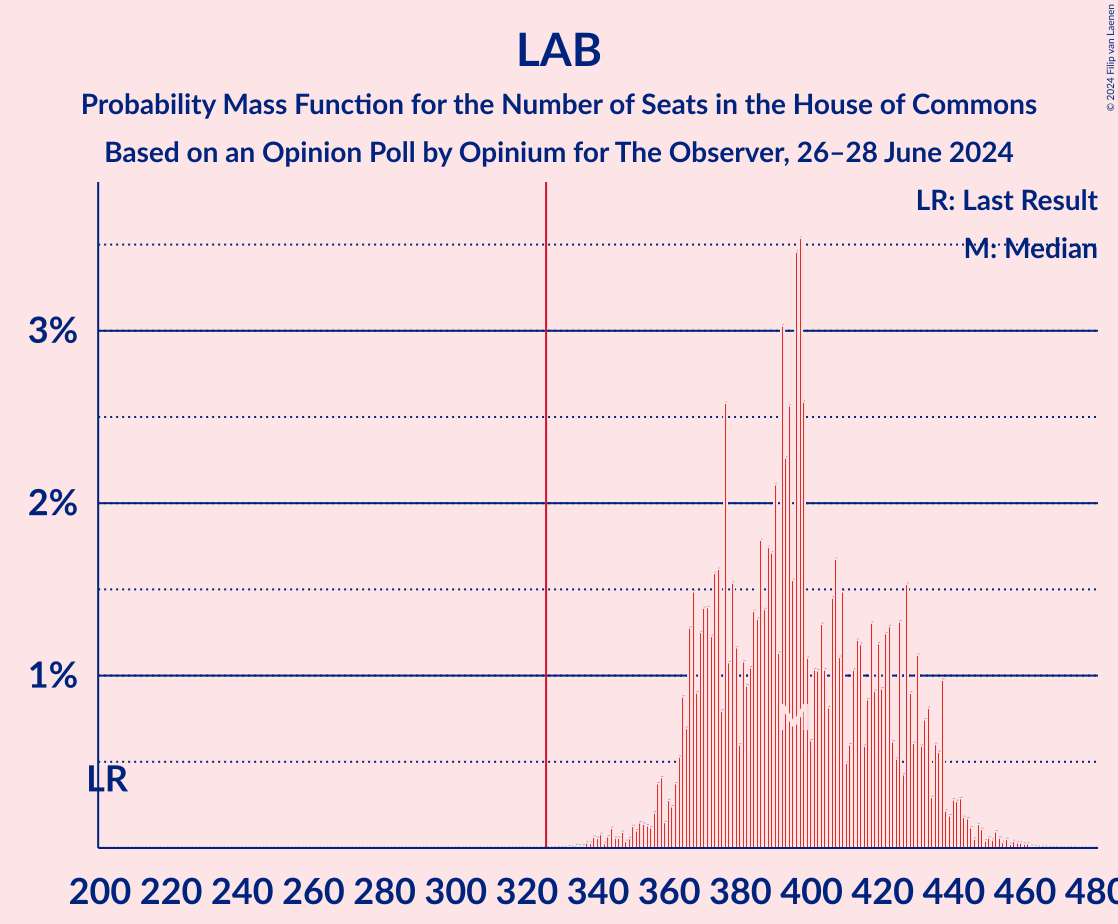 LAB
Probability Mass Function for the Number of Seats in the House of Commons
Based on an Opinion Poll by Opinium for The Observer, 26–28 June 2024
© 2024 Filip van Laenen
LR: Last Result
M: Median
3%
2%
1%
M
LR
200 220 240 260 280 300 320 340 360 380 400 420 440 460 480